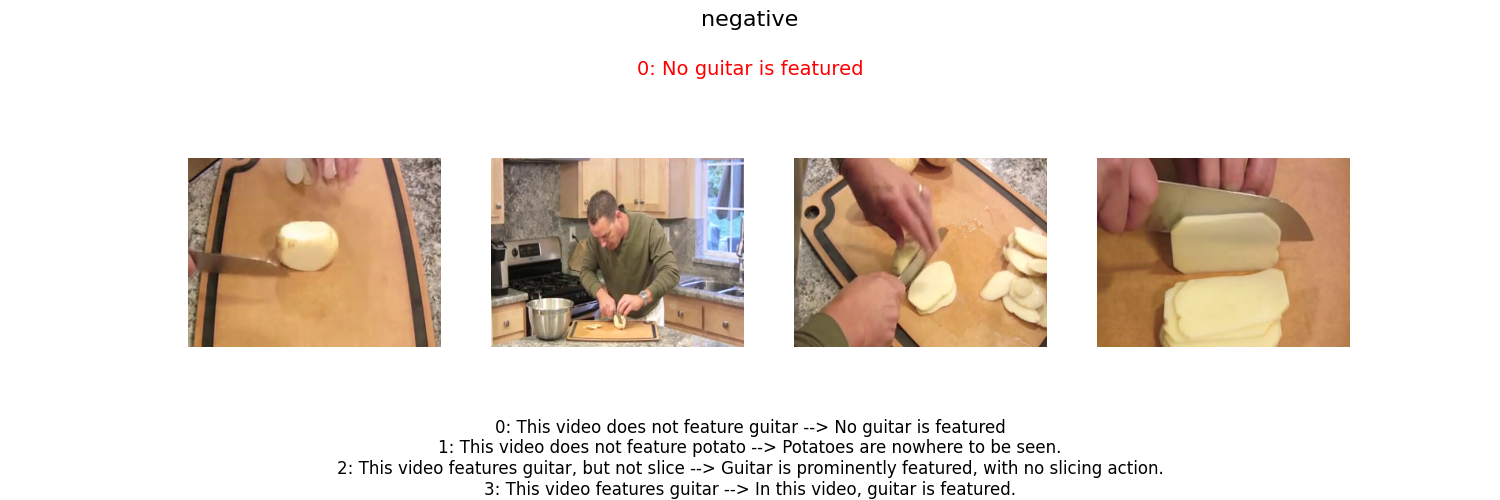 negative
0: No guitar is featured
0: This video does not feature guitar --> No guitar is featured
1: This video does not feature potato --> Potatoes are nowhere to be seen.
2: This video features guitar, but not slice --> Guitar is prominently featured, with no slicing action.
3: This video features guitar --> In this video, guitar is featured.